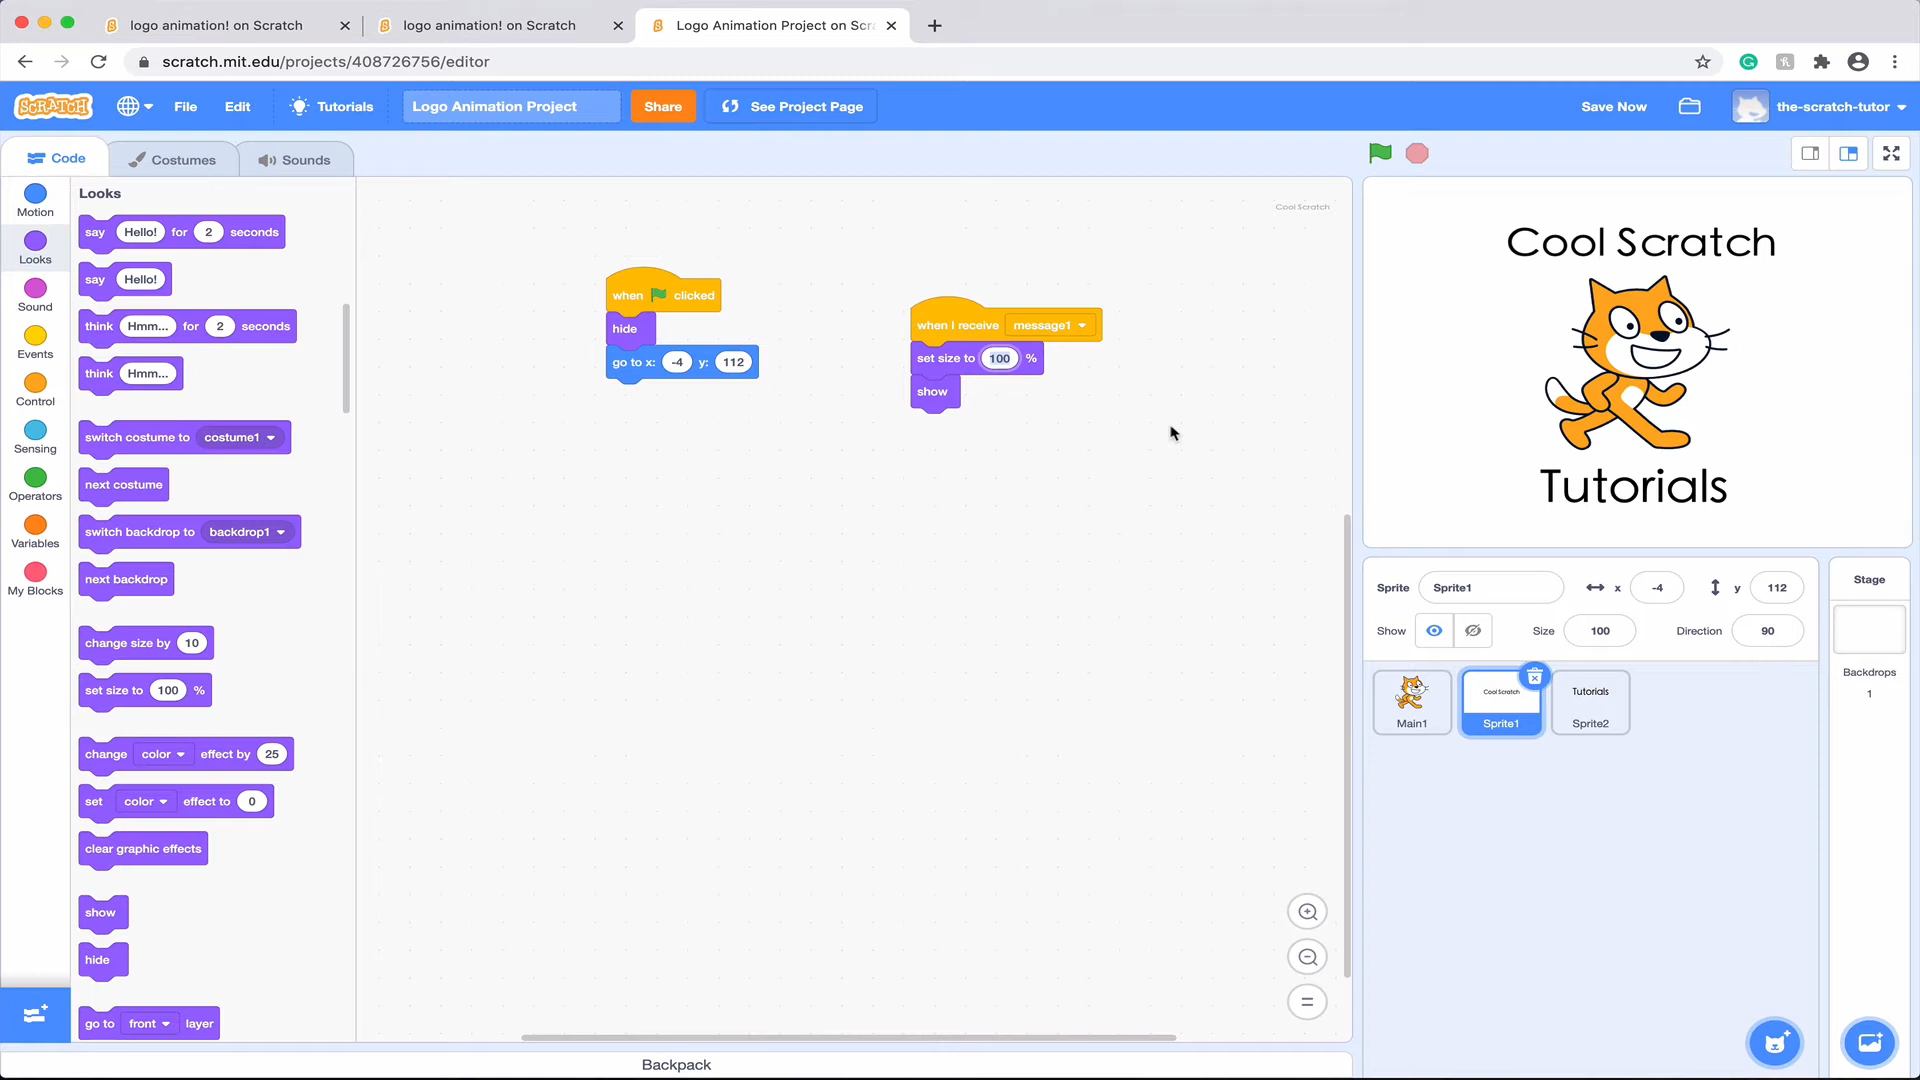 logo animation! on Scratch
logo animation! on Scratch
Logo Animation Project on Scr
scratch.mit.edu/projects/408726756/editor
SCRATCH
File
Edit
Tutorials
Logo Animation Project
Share
See Project Page
Save Now
the-scratch-tutor
Code
Costumes
Sounds
Motion
Looks
Sound
Events
Control
Sensing
Operators
Variables
My Blocks
Looks
say Hello! for 2 seconds
say Hello!
think Hmm... for 2 seconds
think Hmm...
switch costume to costume1
next costume
switch backdrop to backdrop1
next backdrop
change size by 10
set size to 100 %
change color effect by 25
set color effect to 0
clear graphic effects
show
hide
go to front layer
when clicked
hide
go to x: -4 y: 112
when I receive message1
set size to 100 %
show
Cool Scratch
Backpack
Cool Scratch
Tutorials
Sprite Sprite1 x -4 y 112
Show Size 100 Direction 90
Main1
Cool Scratch
Sprite1
Tutorials
Sprite2
Stage
Backdrops
1